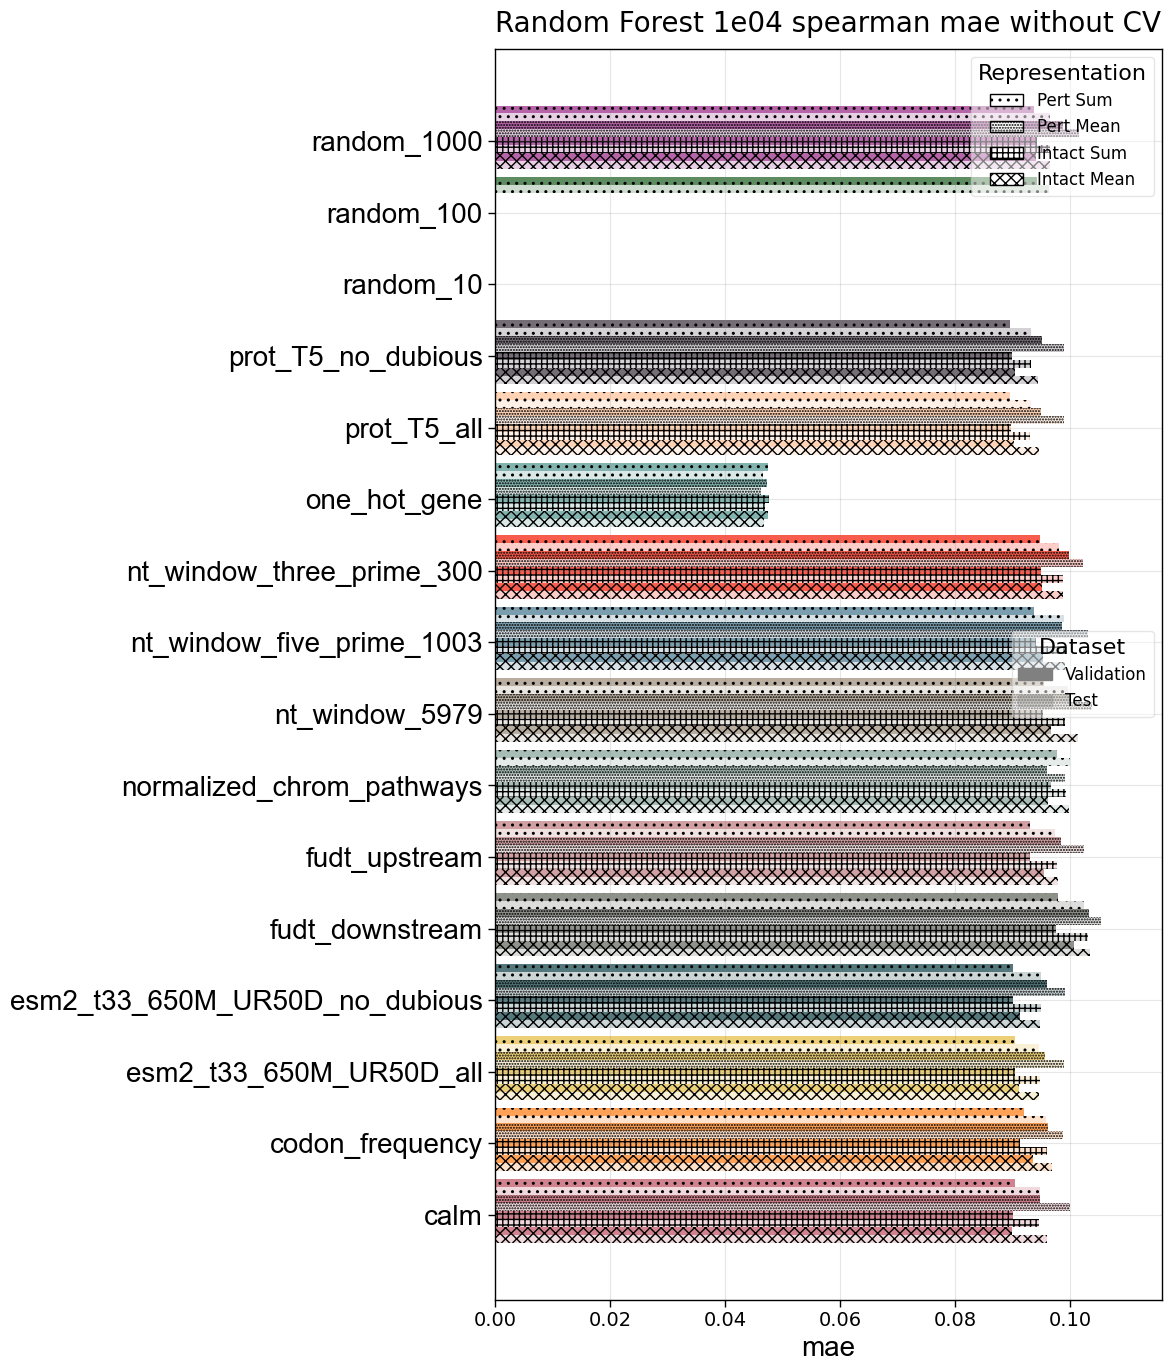 Random Forest 1e04 spearman mae without CV
Representation
Pert Sum
Pert Mean
Intact Sum
Intact Mean
random_1000
random_100
random_10
prot_T5_no_dubious
prot_T5_all
one_hot_gene
nt_window_three_prime_300
nt_window_five_prime_1003
Dataset
Validation
Test
nt_window_5979
normalized_chrom_pathways
fudt_upstream
fudt_downstream
esm2_t33_650M_UR50D_no_dubious
esm2_t33_650M_UR50D_all
codon_frequency
calm
0.00 0.02 0.04 0.06 0.08 0.10
mae